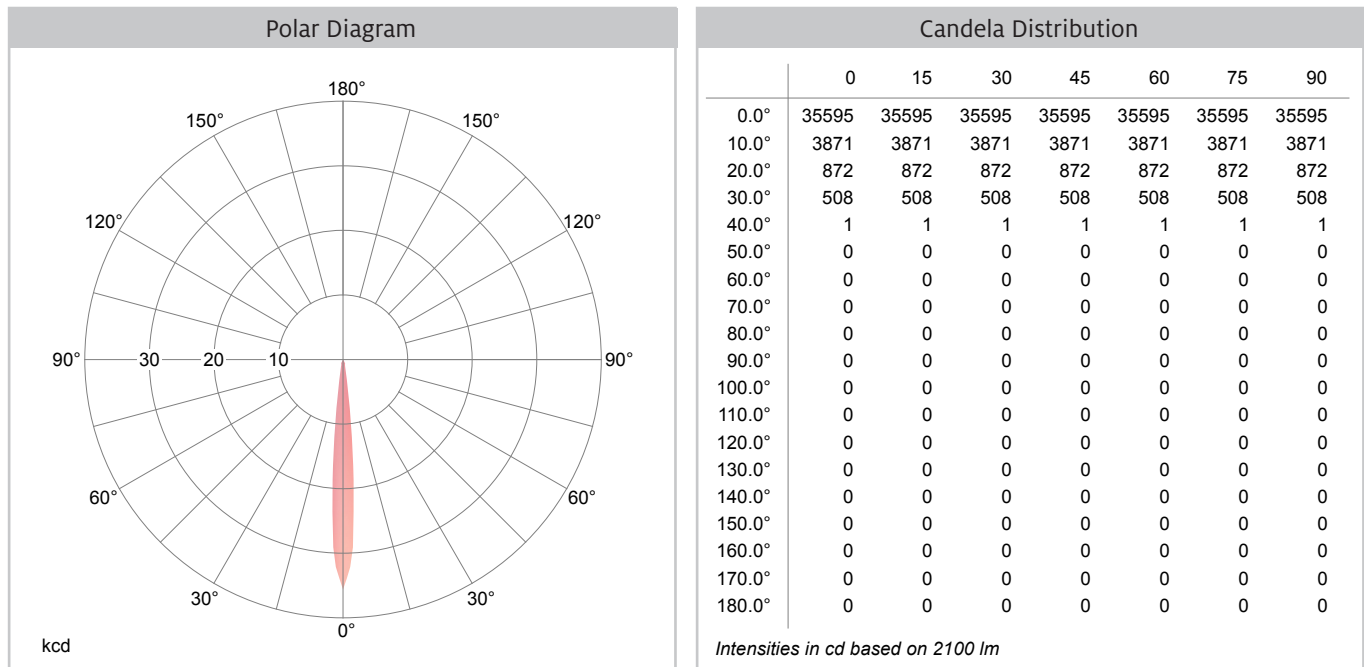 Polar Diagram
180°
150° 150°
120° 120°
90° 30 20 10 90°
60° 60°
30° 30°
0°
kcd
Candela Distribution
0 15 30 45 60 75 90
0.0° 35595 35595 35595 35595 35595 35595 35595
10.0° 3871 3871 3871 3871 3871 3871 3871
20.0° 872 872 872 872 872 872 872
30.0° 508 508 508 508 508 508 508
40.0° 1 1 1 1 1 1 1
50.0° 0 0 0 0 0 0 0
60.0° 0 0 0 0 0 0 0
70.0° 0 0 0 0 0 0 0
80.0° 0 0 0 0 0 0 0
90.0° 0 0 0 0 0 0 0
100.0° 0 0 0 0 0 0 0
110.0° 0 0 0 0 0 0 0
120.0° 0 0 0 0 0 0 0
130.0° 0 0 0 0 0 0 0
140.0° 0 0 0 0 0 0 0
150.0° 0 0 0 0 0 0 0
160.0° 0 0 0 0 0 0 0
170.0° 0 0 0 0 0 0 0
180.0° 0 0 0 0 0 0 0
Intensities in cd based on 2100 lm